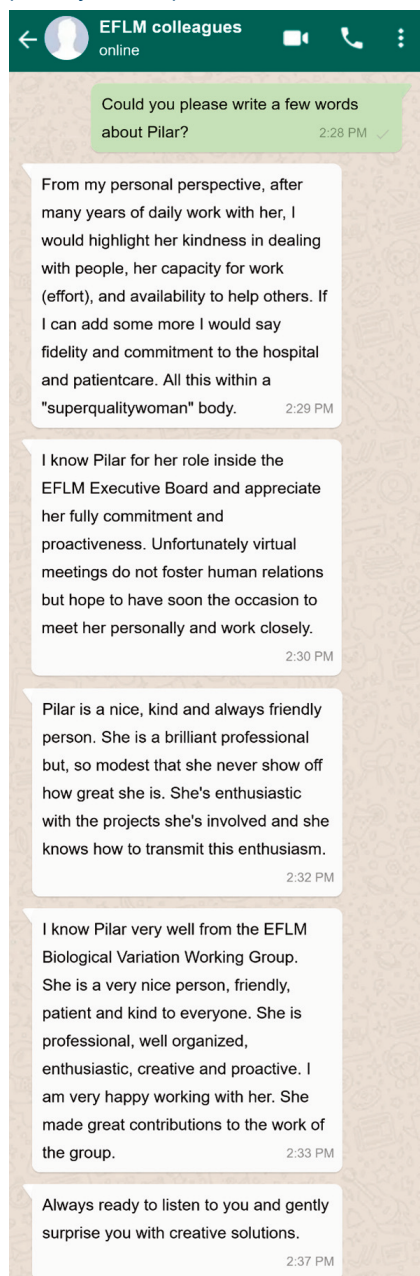 EFLM colleagues
online
Could you please write a few words
about Pilar?
2:28 PM
From my personal perspective, after
many years of daily work with her, I
would highlight her kindness in dealing
with people, her capacity for work
(effort), and availability to help others. If
I can add some more I would say
fidelity and commitment to the hospital
and patientcare. All this within a
"superqualitywoman" body.
2:29 PM
I know Pilar for her role inside the
EFLM Executive Board and appreciate
her fully commitment and
proactiveness. Unfortunately virtual
meetings do not foster human relations
but hope to have soon the occasion to
meet her personally and work closely.
2:30 PM
Pilar is a nice, kind and always friendly
person. She is a brilliant professional
but, so modest that she never show off
how great she is. She's enthusiastic
with the projects she's involved and she
knows how to transmit this enthusiasm.
2:32 PM
I know Pilar very well from the EFLM
Biological Variation Working Group.
She is a very nice person, friendly,
patient and kind to everyone. She is
professional, well organized,
enthusiastic, creative and proactive. I
am very happy working with her. She
made great contributions to the work of
the group.
2:33 PM
Always ready to listen to you and gently
surprise you with creative solutions.
2:37 PM